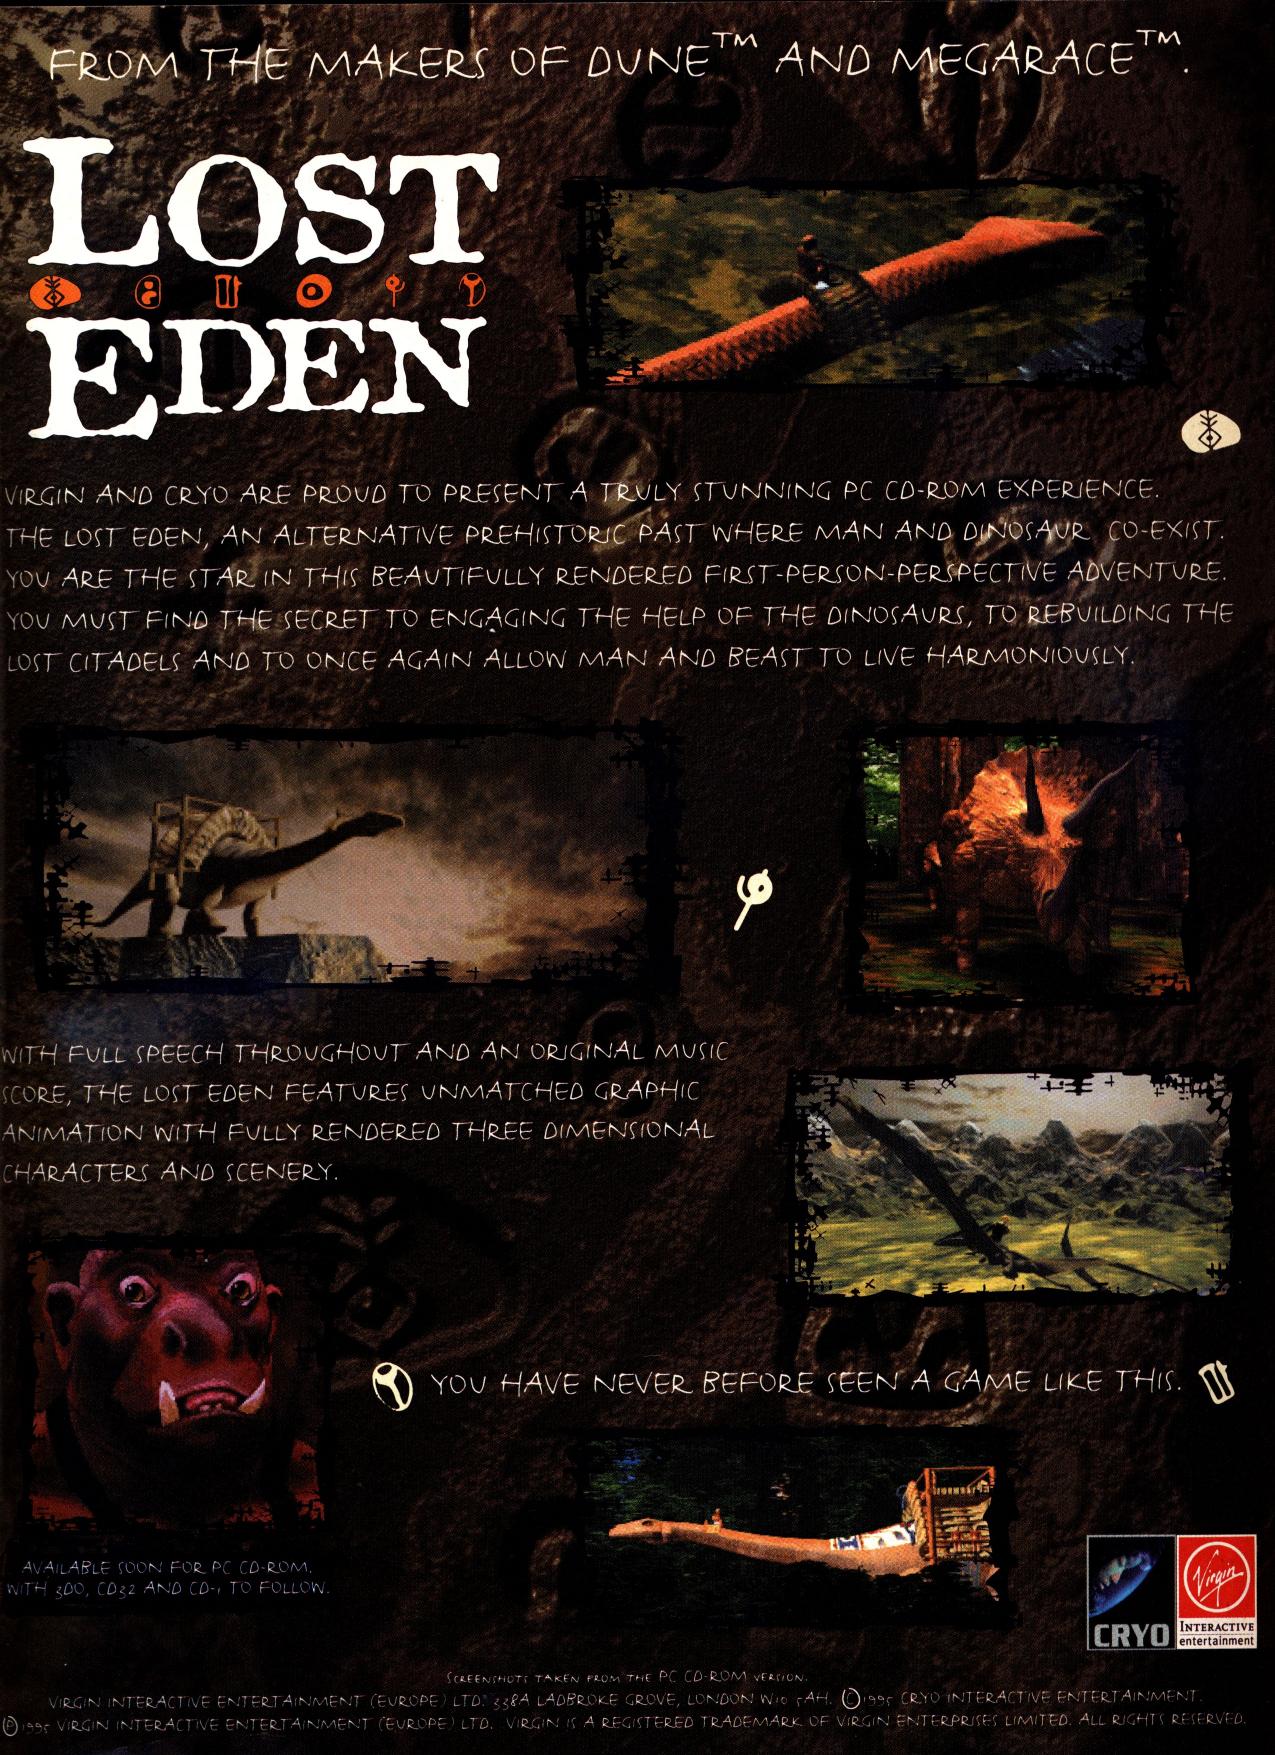 FROM THE MAKERS OF DUNE™ AND MEGARACE™.
LOST
EDEN
VIRGIN AND CRYO ARE PROUD TO PRESENT A TRULY STUNNING PC CD-ROM EXPERIENCE.
THE LOST EDEN, AN ALTERNATIVE PREHISTORIC PAST WHERE MAN AND DINOSAUR CO-EXIST.
YOU ARE THE STAR IN THIS BEAUTIFULLY RENDERED FIRST-PERSON-PERSPECTIVE ADVENTURE.
YOU MUST FIND THE SECRET TO ENGAGING THE HELP OF THE DINOSAURS, TO REBUILDING THE
LOST CITADELS AND TO ONCE AGAIN ALLOW MAN AND BEAST TO LIVE HARMONIOUSLY.
WITH FULL SPEECH THROUGHOUT AND AN ORIGINAL MUSIC
SCORE, THE LOST EDEN FEATURES UNMATCHED GRAPHIC
ANIMATION WITH FULLY RENDERED THREE DIMENSIONAL
CHARACTERS AND SCENERY.
YOU HAVE NEVER BEFORE SEEN A GAME LIKE THIS.
AVAILABLE SOON FOR PC CD-ROM,
WITH 3DO, CD32 AND CD-i TO FOLLOW.
CRYO
Virgin
INTERACTIVE
entertainment
SCREENSHOTS TAKEN FROM THE PC CD-ROM VERSION.
VIRGIN INTERACTIVE ENTERTAINMENT (EUROPE) LTD. 338A LADBROKE GROVE, LONDON W10 5AH. © 1995 CRYO INTERACTIVE ENTERTAINMENT.
℗ 1995 VIRGIN INTERACTIVE ENTERTAINMENT (EUROPE) LTD. VIRGIN IS A REGISTERED TRADEMARK OF VIRGIN ENTERPRISES LIMITED. ALL RIGHTS RESERVED.